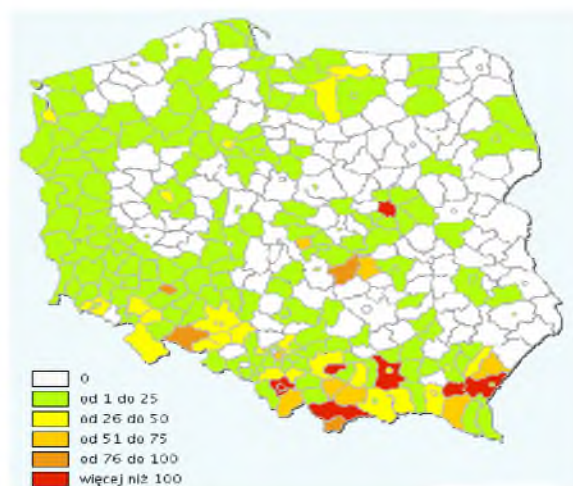 0
od 1 do 25
od 26 do 50
od 51 do 75
od 76 do 100
więcej niż 100